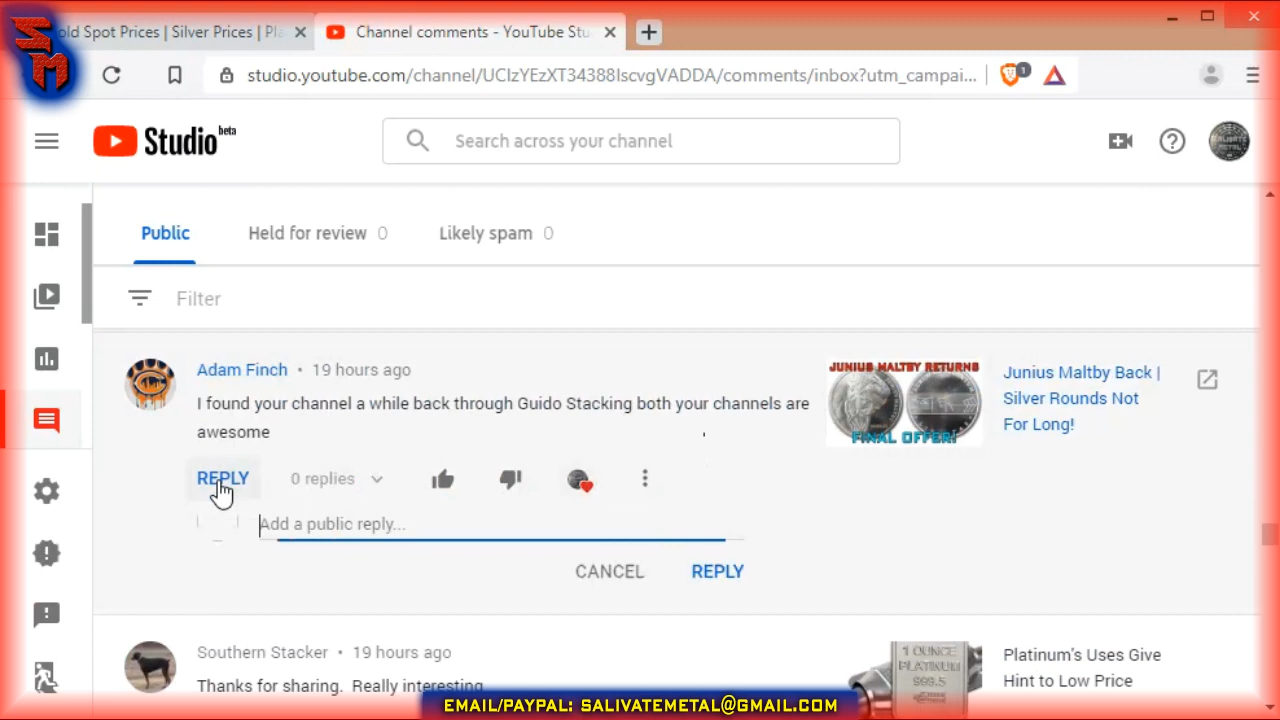 SM
old Spot Prices | Silver Prices | Pla
Channel comments - YouTube Stu
studio.youtube.com/channel/UCIzYEzXT34388IscvgVADDA/comments/inbox?utm_campai...
1
Studio beta
Search across your channel
SALIVATE METAL
Public
Held for review 0
Likely spam 0
Filter
Adam Finch • 19 hours ago
I found your channel a while back through Guido Stacking both your channels are
awesome
REPLY 0 replies
Add a public reply...
CANCEL REPLY
JUNIUS MALTBY RETURNS
FINAL OFFER!
Junius Maltby Back |
Silver Rounds Not
For Long!
Southern Stacker • 19 hours ago
Thanks for sharing. Really interesting
1 OUNCE
PLATINUM
999.5
Platinum's Uses Give
Hint to Low Price
EMAIL/PAYPAL: SALIVATEMETAL@GMAIL.COM